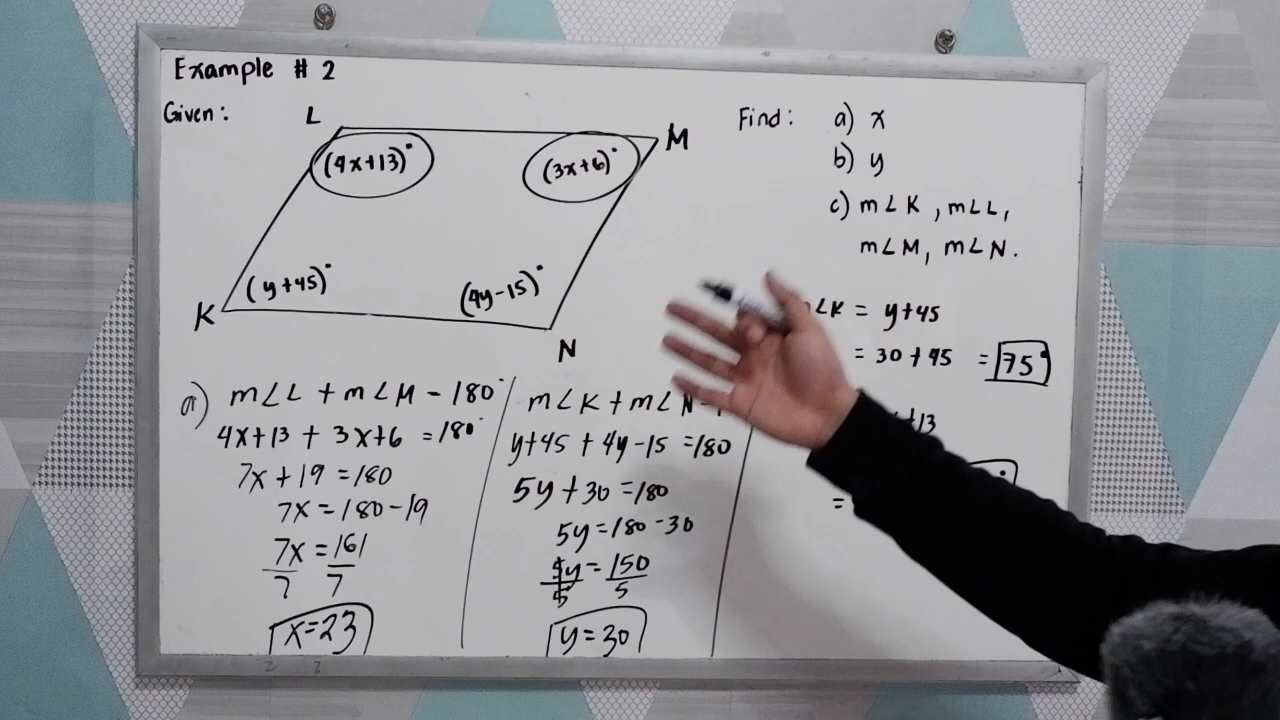 Example # 2
Given:
L
M
(4x+13)°
(3x+6)°
(y+45)°
(4y-15)°
K
N
Find: a) x
b) y
c) m∠K, m∠L,
m∠M, m∠N.
a) m∠L + m∠M = 180°
4x+13 + 3x+6 = 180°
7x + 19 = 180
7x = 180 - 19
7x = 161
7 7
x=23
m∠K + m∠N
y+45 + 4y-15 = 180
5y + 30 = 180
5y = 180 - 30
5y = 150
5 5
y = 30
∠K = y+45
= 30 + 45 = 75°
+13
=